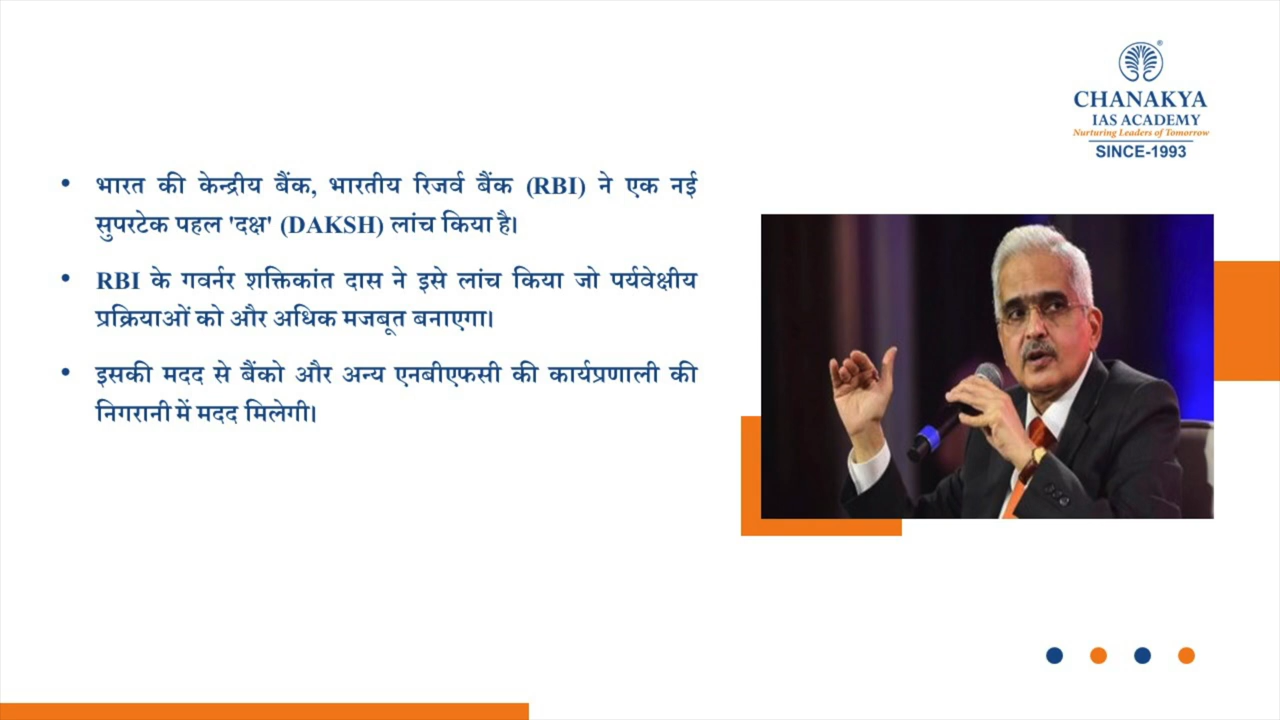 ®
CHANAKYA
IAS ACADEMY
Nurturing Leaders of Tomorrow
SINCE-1993
• भारत की केन्द्रीय बैंक, भारतीय रिजर्व बैंक (RBI) ने एक नई
सुपरटेक पहल 'दक्ष' (DAKSH) लांच किया है।
• RBI के गवर्नर शक्तिकांत दास ने इसे लांच किया जो पर्यवेक्षीय
प्रक्रियाओं को और अधिक मजबूत बनाएगा।
• इसकी मदद से बैंको और अन्य एनबीएफसी की कार्यप्रणाली की
निगरानी में मदद मिलेगी।